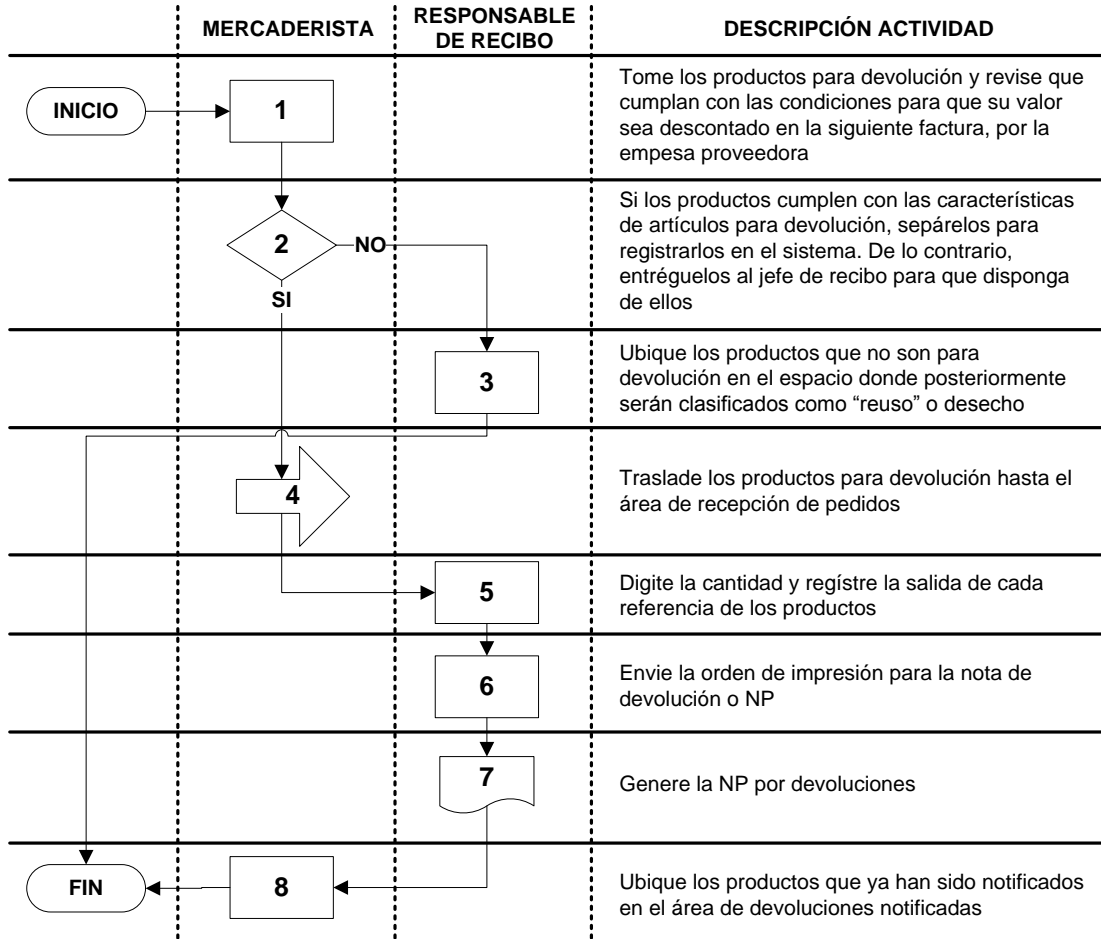 MERCADERISTA
RESPONSABLE
DE RECIBO
DESCRIPCIÓN ACTIVIDAD
INICIO
1
Tome los productos para devolución y revise que
cumplan con las condiciones para que su valor
sea descontado en la siguiente factura, por la
empesa proveedora
2
NO
SI
Si los productos cumplen con las características
de artículos para devolución, sepárelos para
registrarlos en el sistema. De lo contrario,
entréguelos al jefe de recibo para que disponga
de ellos
3
Ubique los productos que no son para
devolución en el espacio donde posteriormente
serán clasificados como “reuso” o desecho
4
Traslade los productos para devolución hasta el
área de recepción de pedidos
5
Digite la cantidad y regístre la salida de cada
referencia de los productos
6
Envie la orden de impresión para la nota de
devolución o NP
7
Genere la NP por devoluciones
FIN
8
Ubique los productos que ya han sido notificados
en el área de devoluciones notificadas